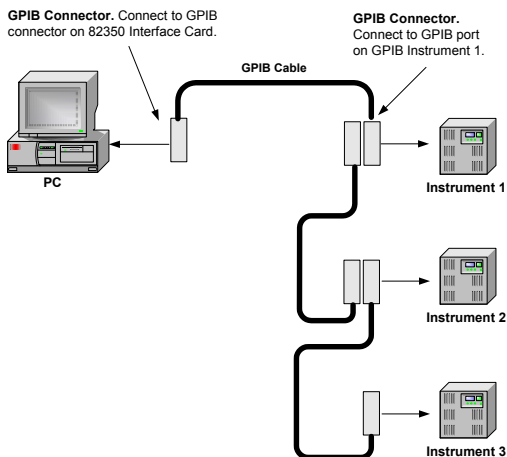 GPIB Connector. Connect to GPIB
connector on 82350 Interface Card.
GPIB Connector.
Connect to GPIB port
on GPIB Instrument 1.
GPIB Cable
PC
Instrument 1
Instrument 2
Instrument 3